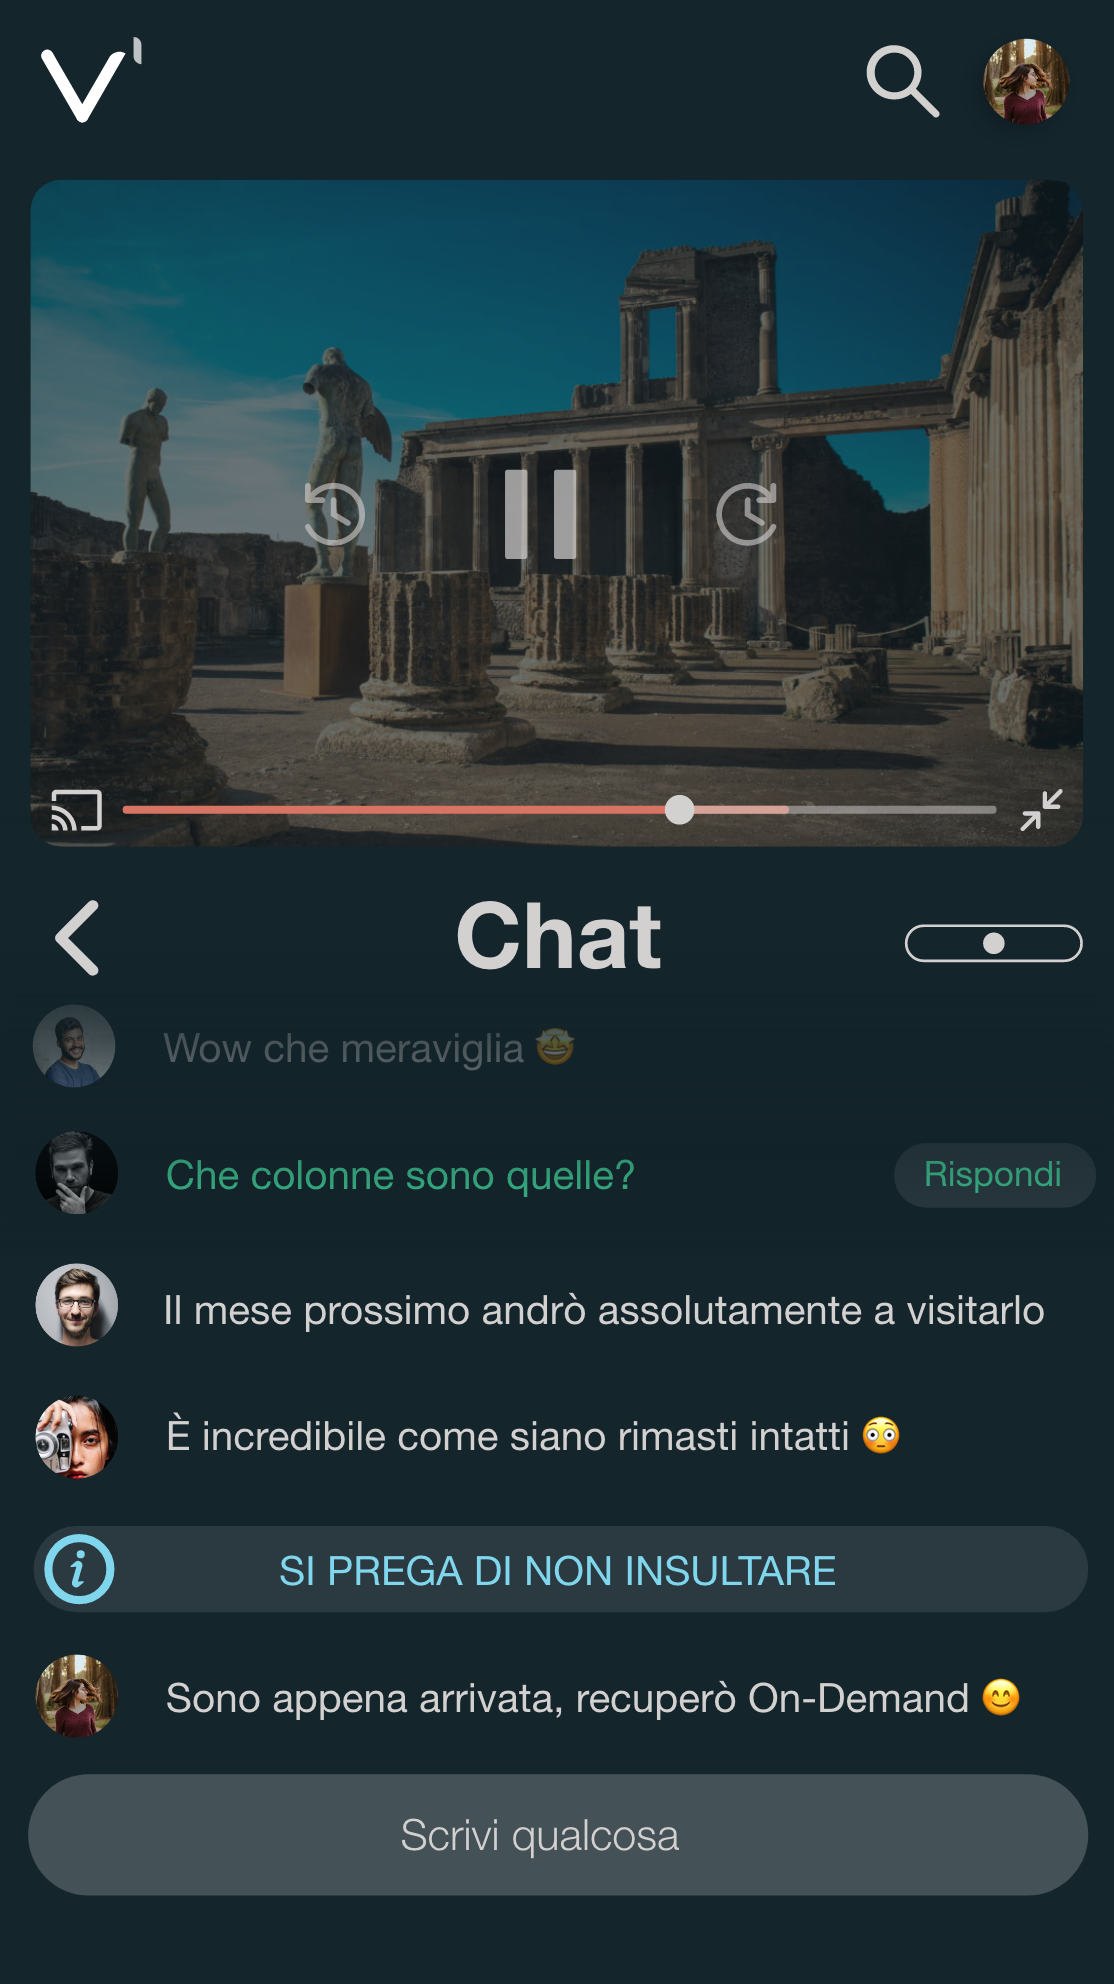 Chat
Wow che meraviglia 🤩
Che colonne sono quelle?
Rispondi
Il mese prossimo andrò assolutamente a visitarlo
È incredibile come siano rimasti intatti 😳
SI PREGA DI NON INSULTARE
Sono appena arrivata, recuperò On-Demand 😊
Scrivi qualcosa